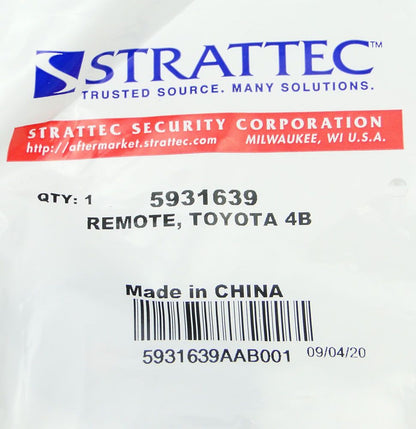 STRATTEC™
TRUSTED SOURCE. MANY SOLUTIONS.
STRATTEC SECURITY CORPORATION
http://aftermarket.strattec.com MILWAUKEE, WI U.S.A.
QTY: 1 5931639
REMOTE, TOYOTA 4B
Made in CHINA
5931639AAB001 09/04/20